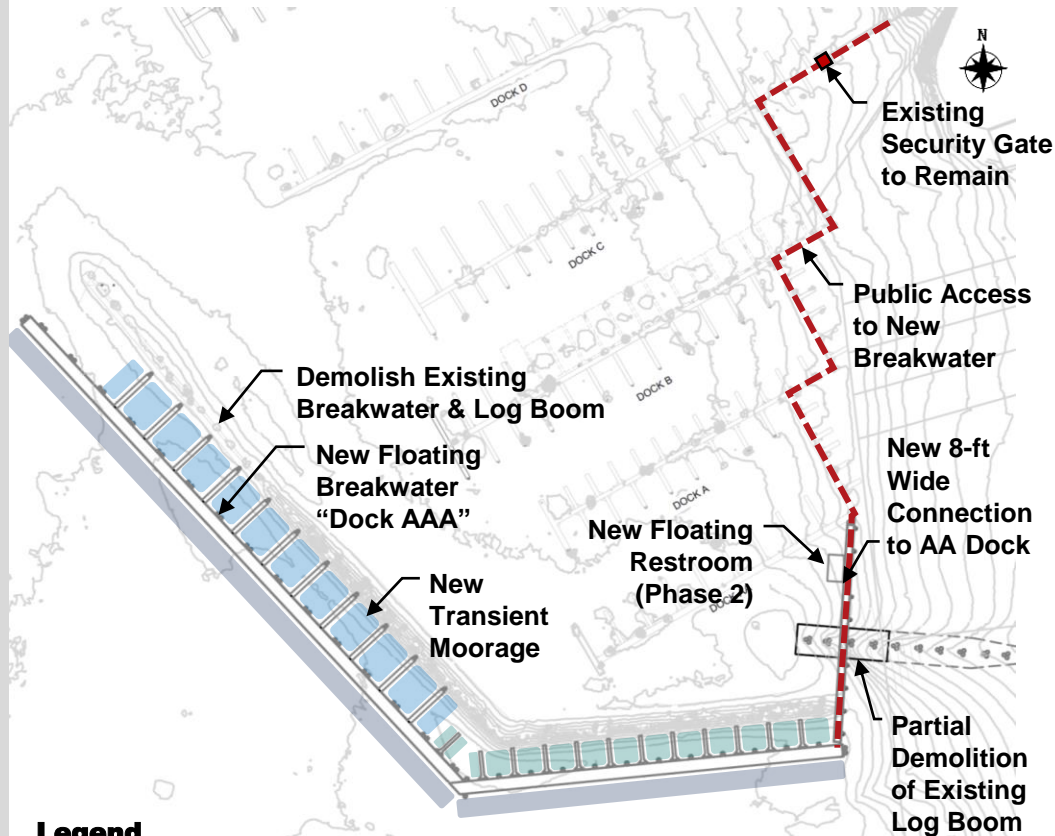 N
DOCK D
Existing
Security Gate
to Remain
DOCK C
Public Access
to New
Breakwater
Demolish Existing
Breakwater & Log Boom
DOCK B
New Floating
Breakwater
“Dock AAA”
New 8-ft
Wide
Connection
to AA Dock
DOCK A
New Floating
Restroom
(Phase 2)
New
Transient
Moorage
Partial
Demolition
of Existing
Log Boom
Legend